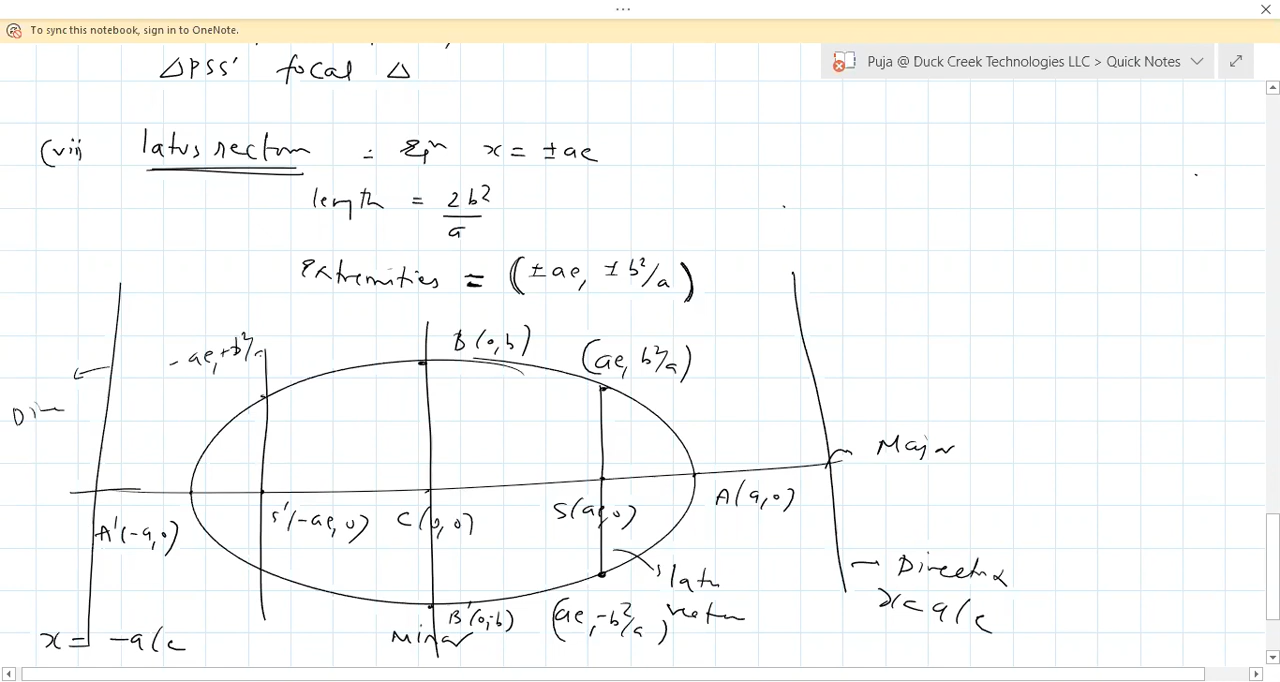 ...
To sync this notebook, sign in to OneNote.
Puja @ Duck Creek Technologies LLC > Quick Notes
△PSS' focal △
(vii) latus rectum : Eqn x = ±ae
length = 2b²/a
extremities = (±ae, ±b²/a)
B(0,b)
- ae, +b²/a
(ae, b²/a)
Major
A'(-a,0)
S'(-ae,0)
C(0,0)
S(ae,0)
A(a,0)
Directrix
x = a/e
latus rectum
B'(0,-b)
(ae, -b²/a)
Minor
x = -a/e